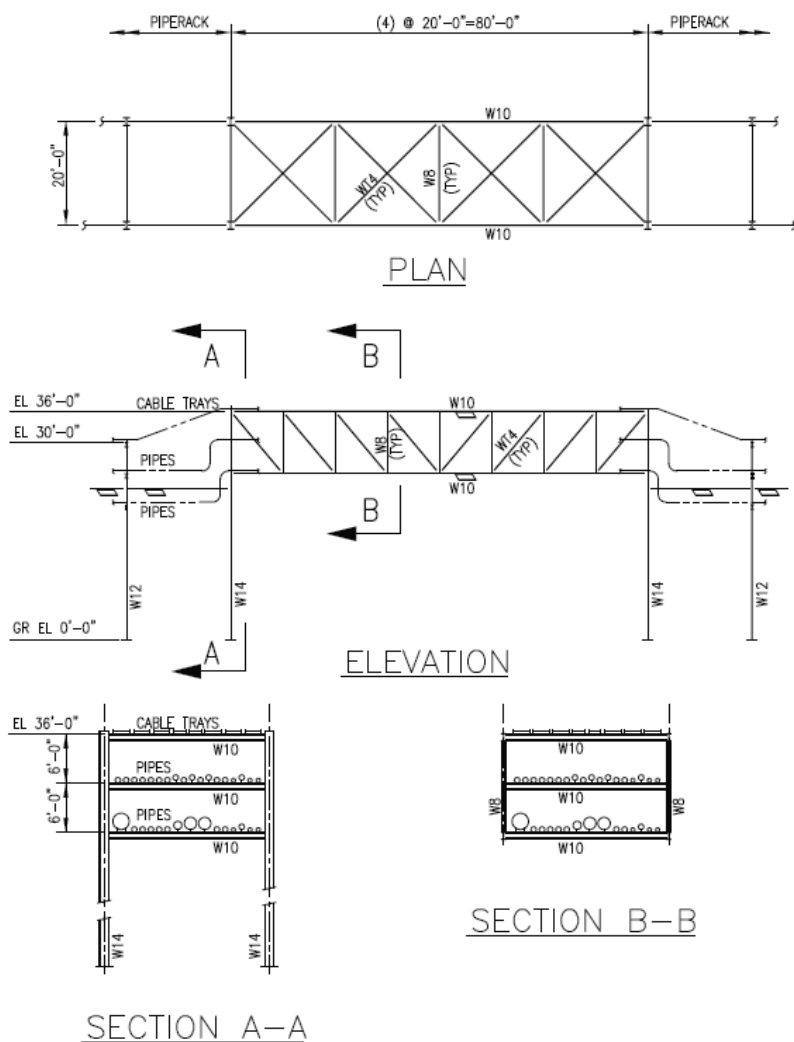 PIPERACK
(4) @ 20'-0"=80'-0"
PIPERACK
W10
20'-0"
WT4
(TYP)
W8
(TYP)
W10
PLAN
A
B
EL 36'-0"
CABLE TRAYS
W10
EL 30'-0"
W8
(TYP)
WT4
(TYP)
PIPES
W10
PIPES
B
W12
W14
W14
W12
GR EL 0'-0"
A
ELEVATION
EL 36'-0"
CABLE TRAYS
W10
6'-0"
PIPES
W10
6'-0"
PIPES
W10
W14
W14
SECTION A-A
W10
W10
W8
W8
W10
SECTION B-B